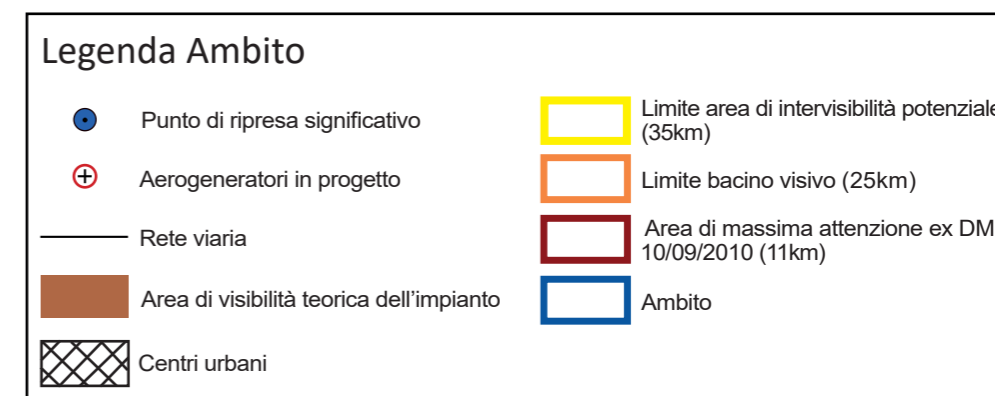 Legenda Ambito
Punto di ripresa significativo
Aerogeneratori in progetto
Rete viaria
Area di visibilità teorica dell'impianto
Centri urbani
Limite area di intervisibilità potenziale
(35km)
Limite bacino visivo (25km)
Area di massima attenzione ex DM
10/09/2010 (11km)
Ambito